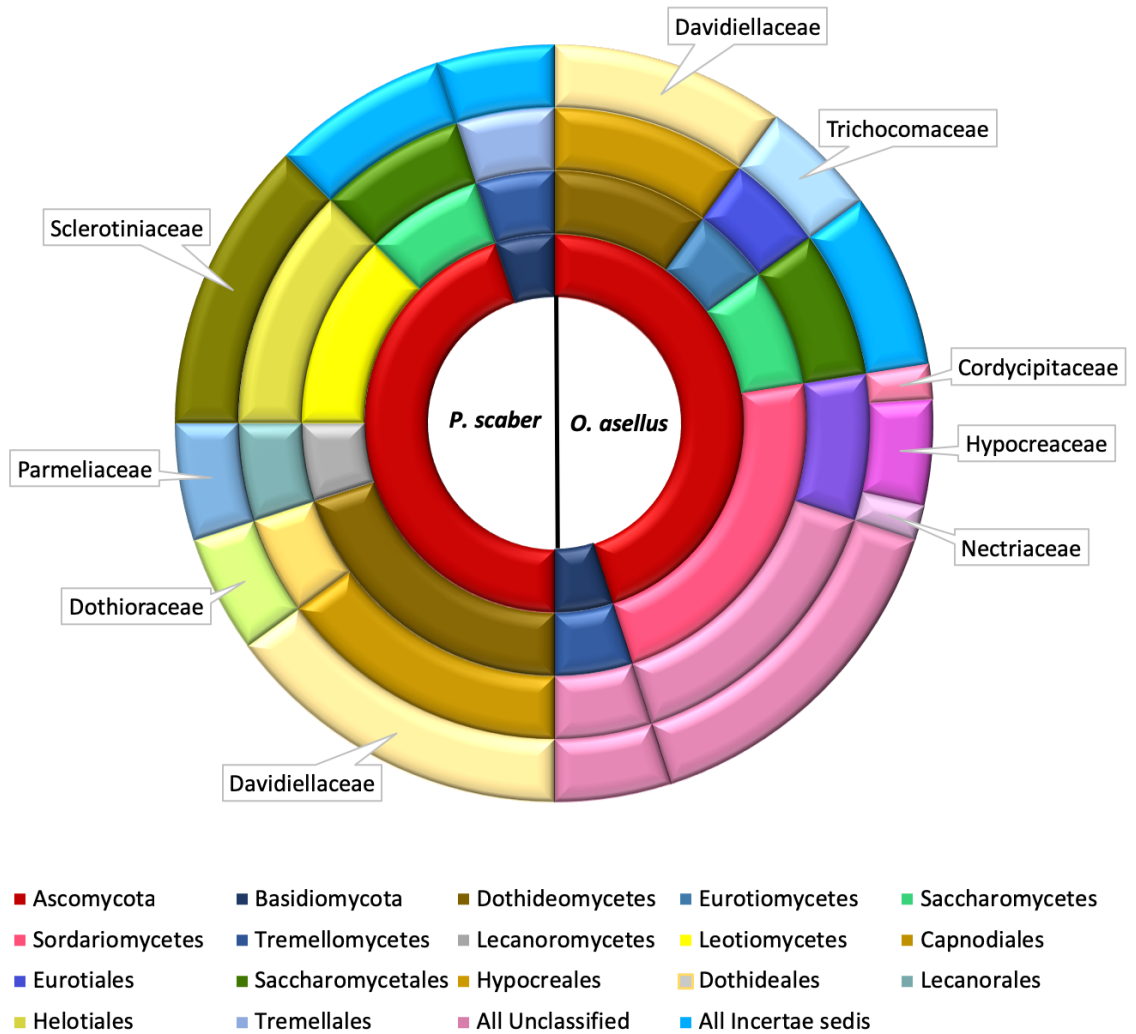 Davidiellaceae
Trichocomaceae
Sclerotiniaceae
Cordycipitaceae
P. scaber
O. asellus
Hypocreaceae
Parmeliaceae
Nectriaceae
Dothioraceae
Davidiellaceae
Ascomycota Basidiomycota Dothideomycetes Eurotiomycetes Saccharomycetes
Sordariomycetes Tremellomycetes Lecanoromycetes Leotiomycetes Capnodiales
Eurotiales Saccharomycetales Hypocreales Dothideales Lecanorales
Helotiales Tremellales All Unclassified All Incertae sedis